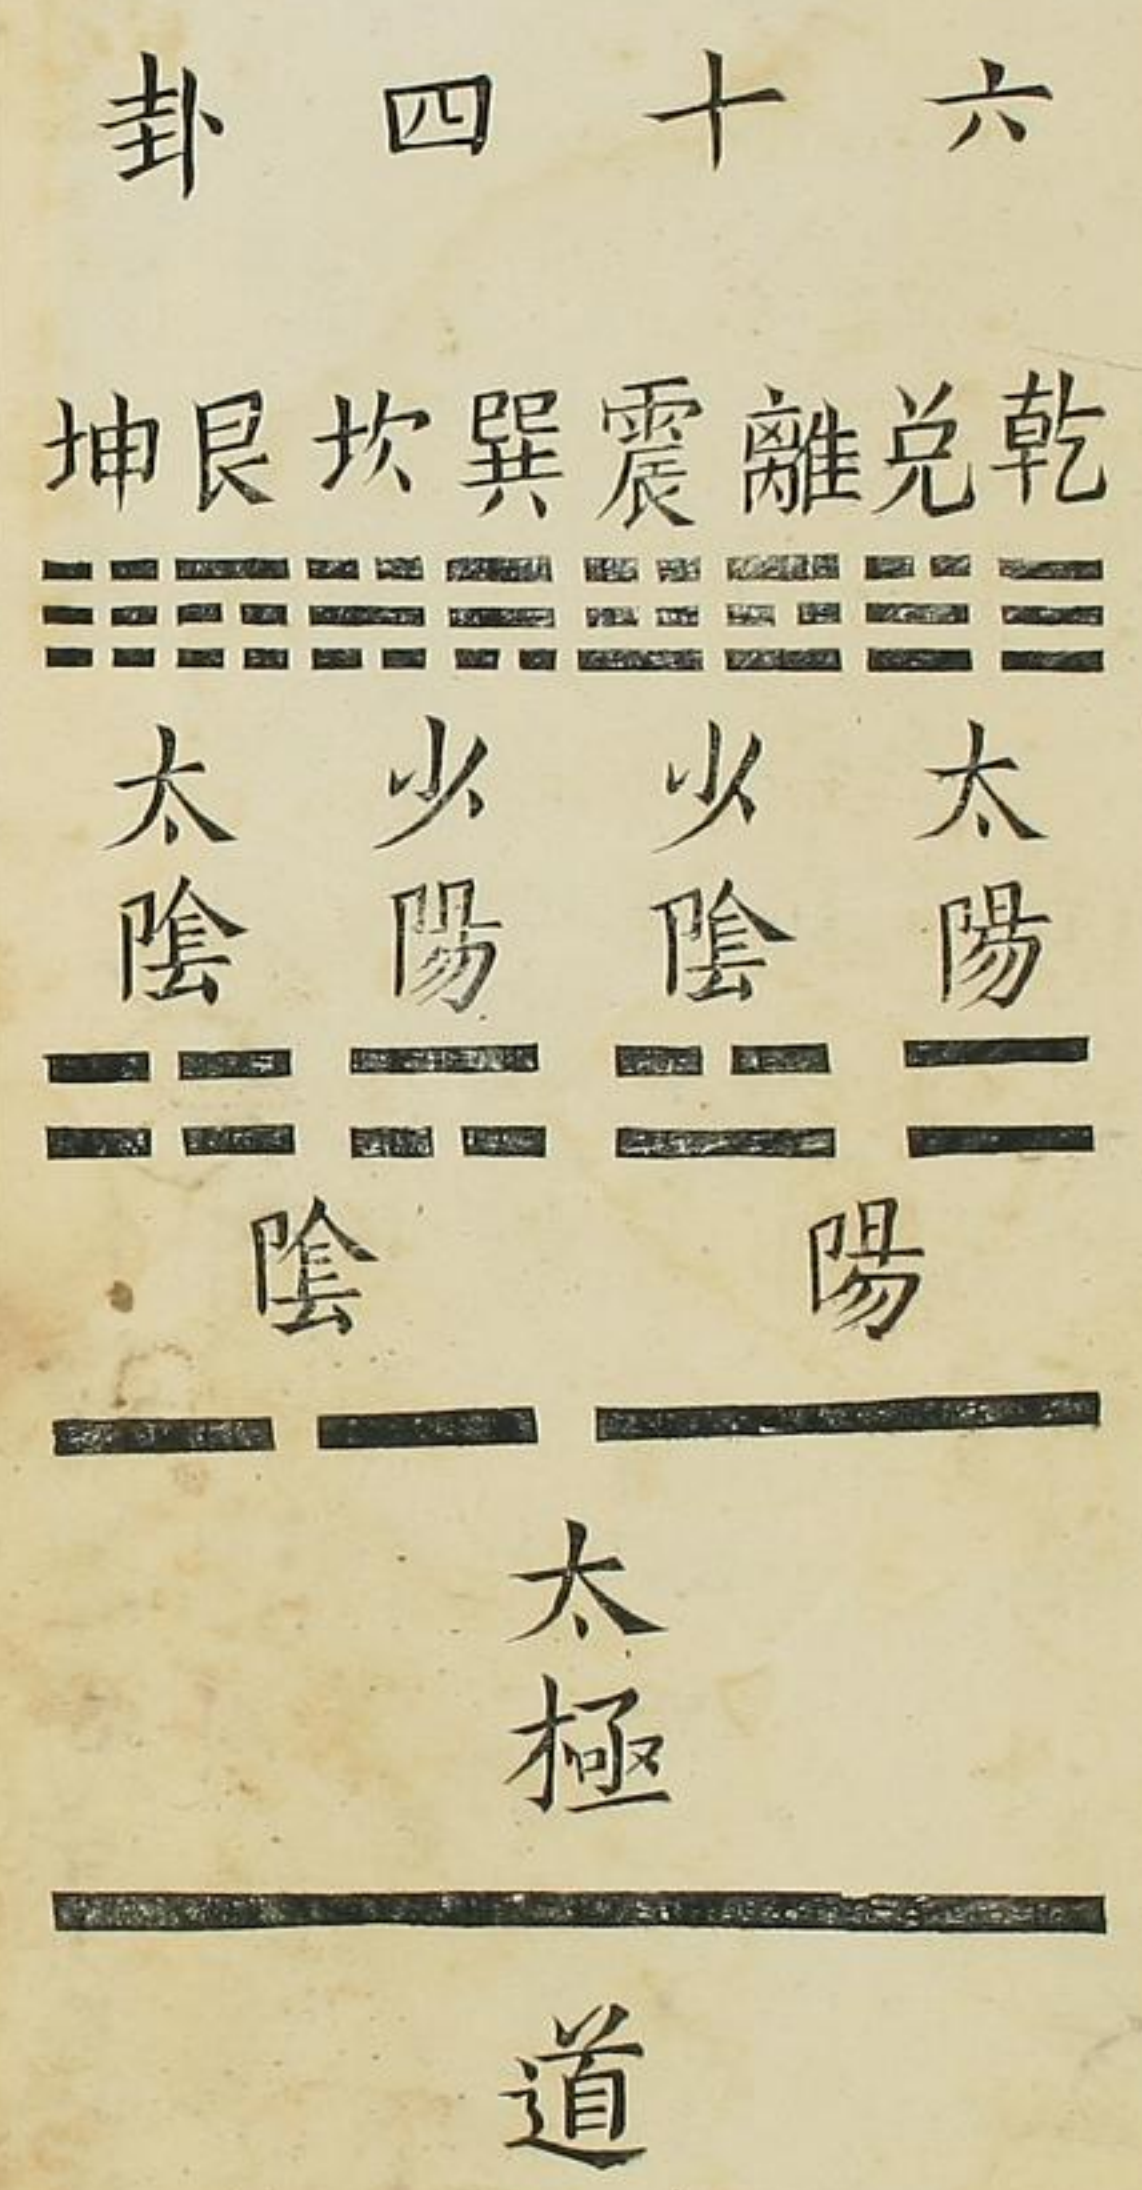 六十四卦
乾兌離震巽坎艮坤
太陽 少陰 少陽 太陰
陽 陰
太極
道